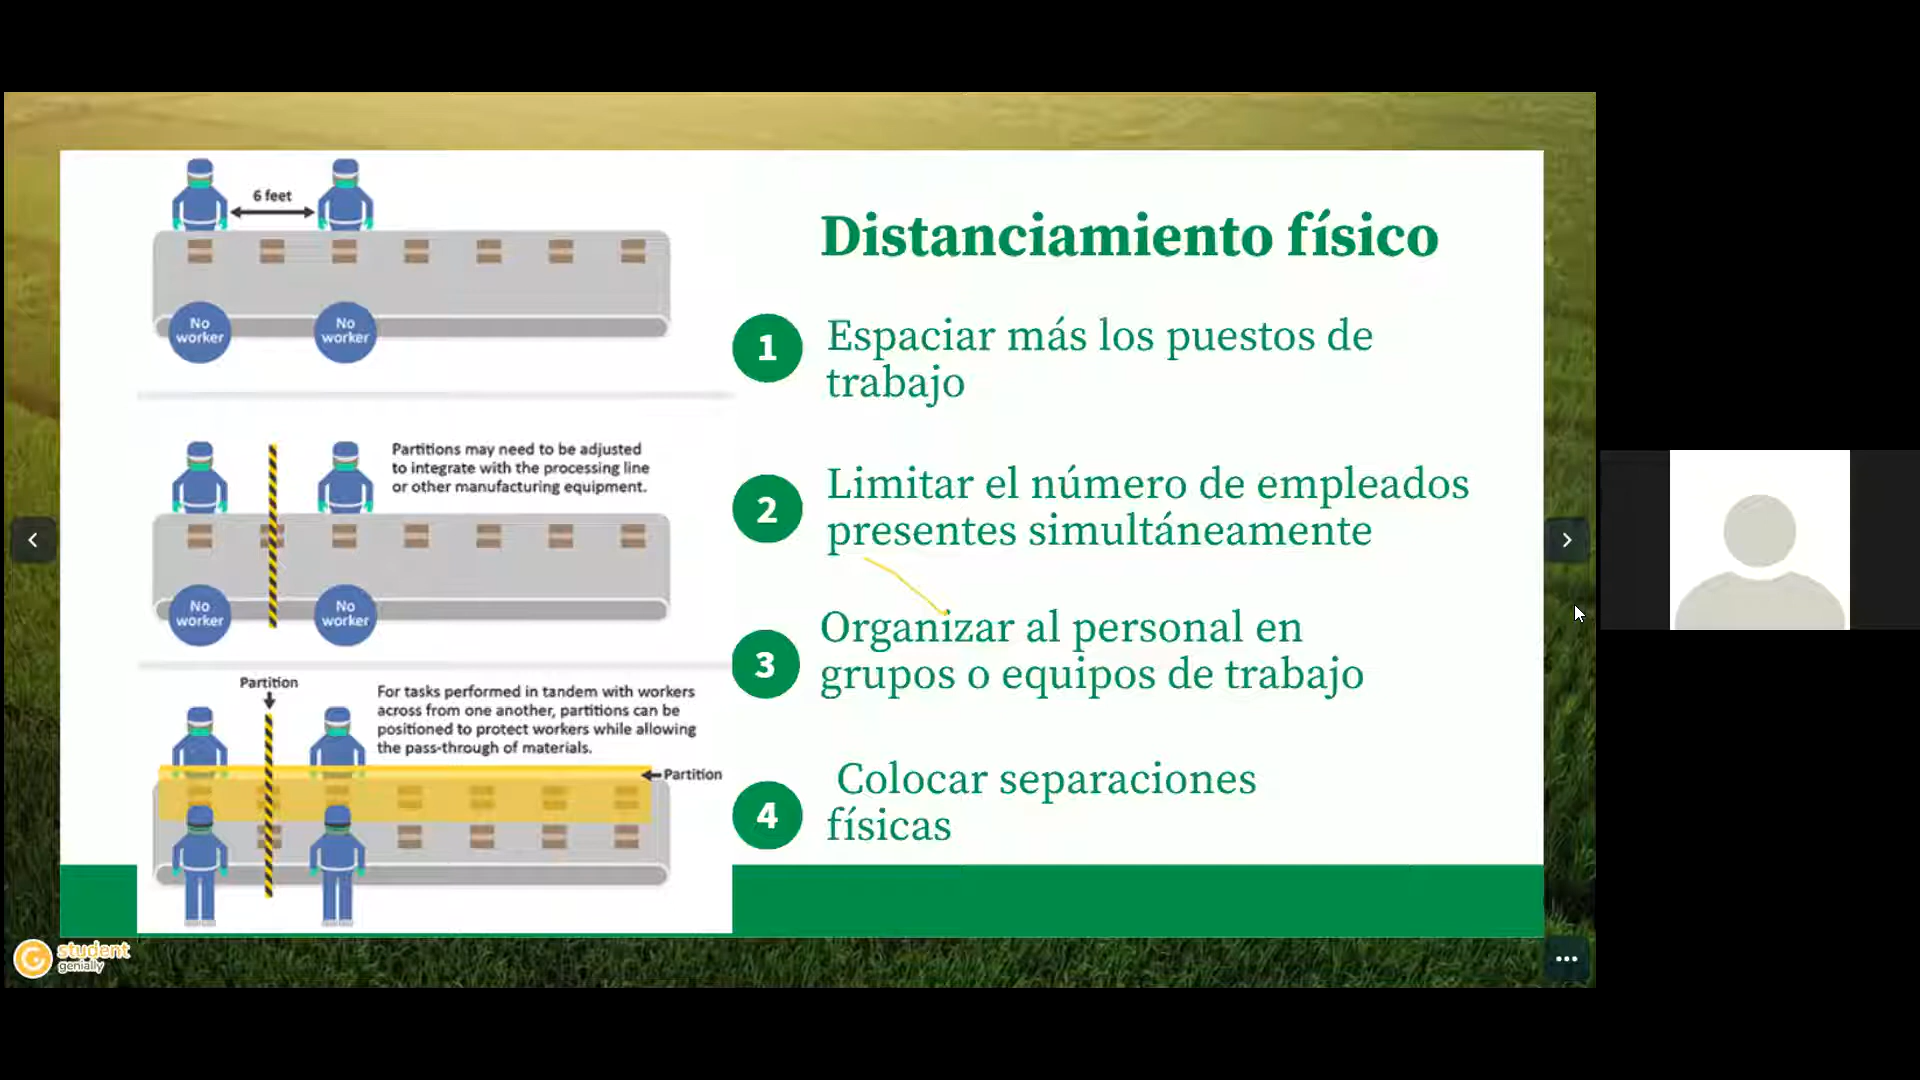 6 feet
No
worker
No
worker
Partitions may need to be adjusted
to integrate with the processing line
or other manufacturing equipment.
No
worker
No
worker
Partition
For tasks performed in tandem with workers
across from one another, partitions can be
positioned to protect workers while allowing
the pass-through of materials.
Partition
Distanciamiento físico
1
Espaciar más los puestos de
trabajo
2
Limitar el número de empleados
presentes simultáneamente
3
Organizar al personal en
grupos o equipos de trabajo
4
Colocar separaciones
físicas
student
genially